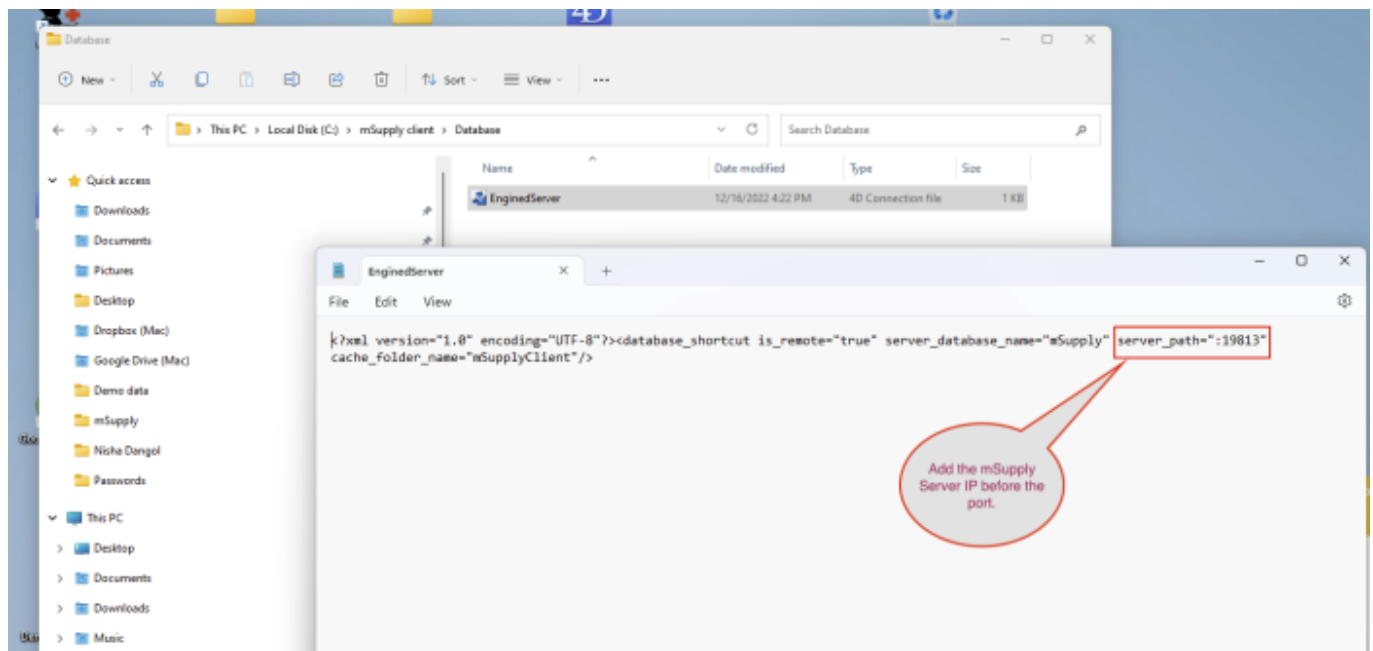 Database
New
Sort
View
This PC > Local Disk (C:) > mSupply client > Database
Search Database
Name
Date modified
Type
Size
Quick access
EnginedServer
12/16/2022 4:22 PM
4D Connection file
1 KB
Downloads
Documents
Pictures
Desktop
Dropbox (Mac)
Google Drive (Mac)
Demo data
mSupply
Nisha Dangol
Passwords
This PC
Desktop
Documents
Downloads
Music
EnginedServer
File Edit View
<?xml version="1.0" encoding="UTF-8"?><database_shortcut is_remote="true" server_database_name="mSupply" server_path=":19813"
cache_folder_name="mSupplyClient"/>
Add the mSupply
Server IP before the
port.